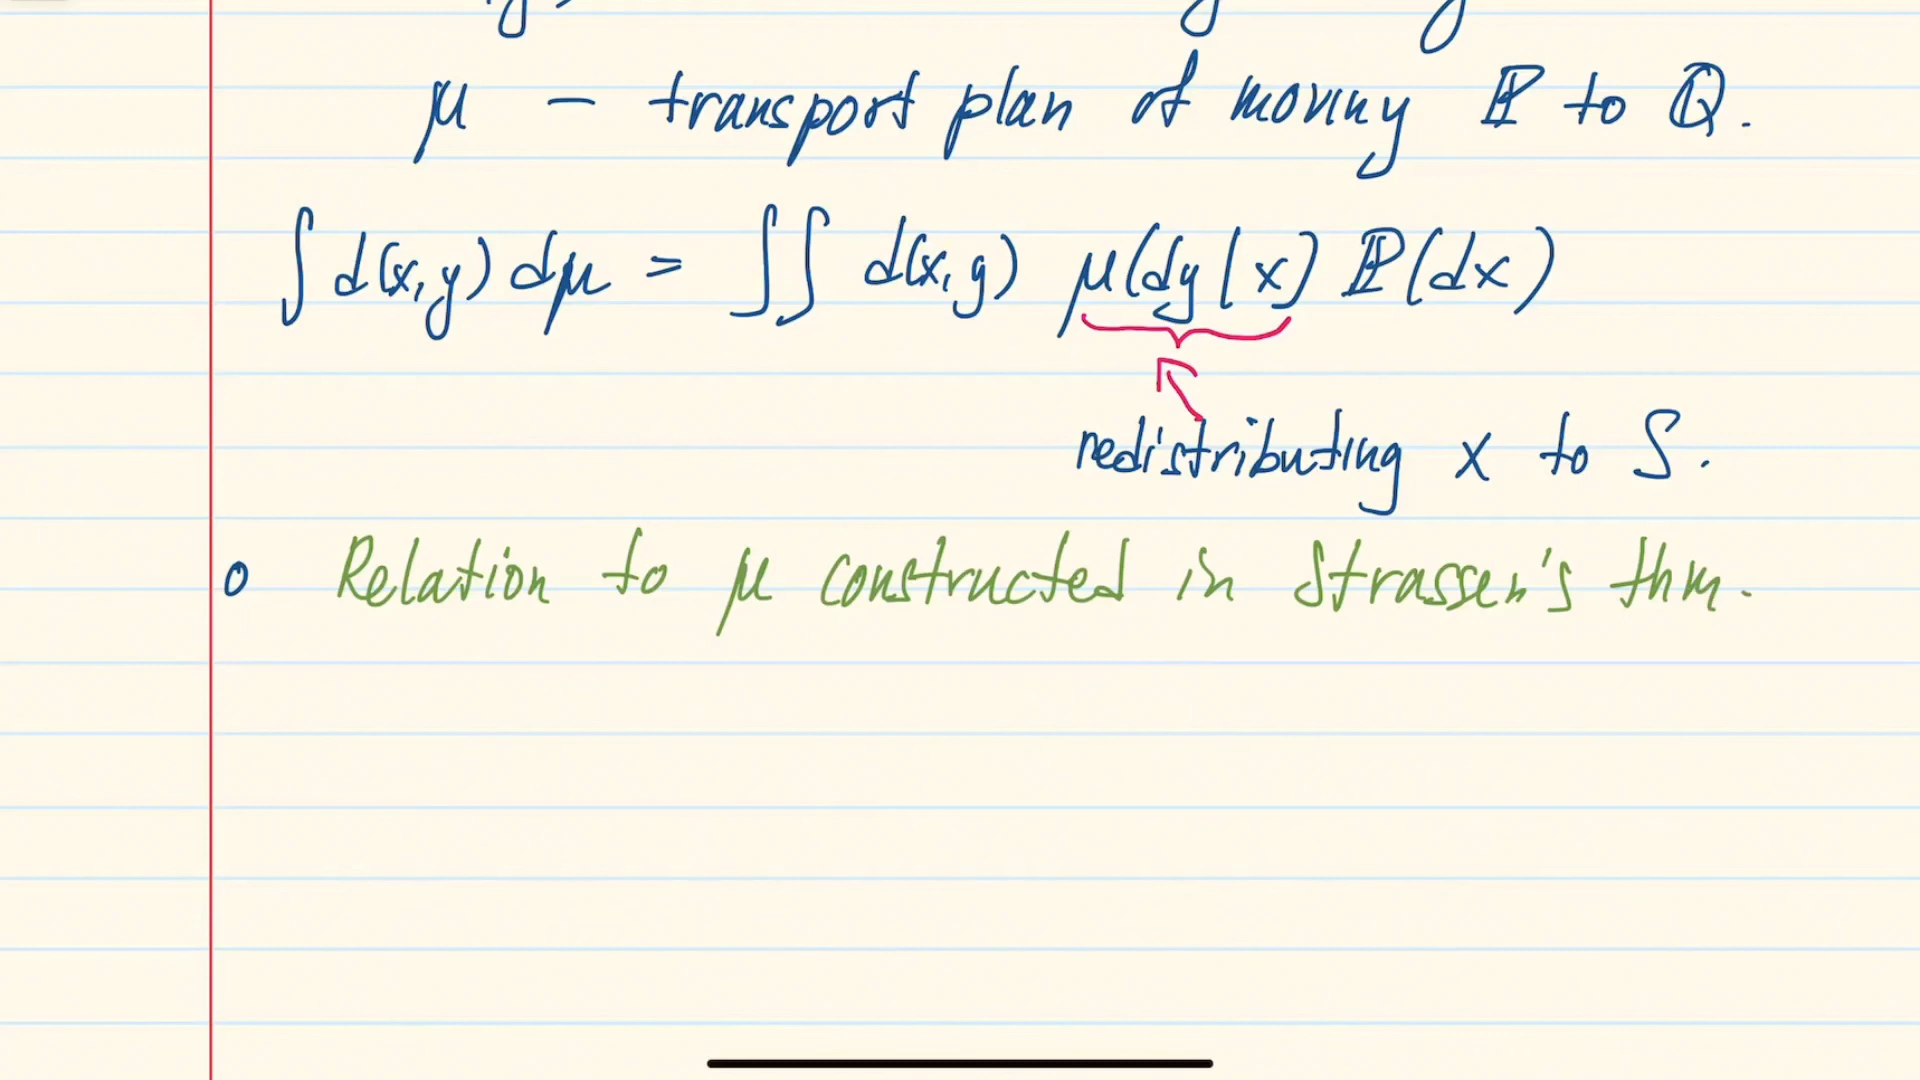 μ - transport plan of moving ℙ to ℚ.
∫ d(x,y) dμ = ∬ d(x,y) μ(dy|x) ℙ(dx)
redistributing x to S.
o Relation to μ constructed in Strassen's thm.